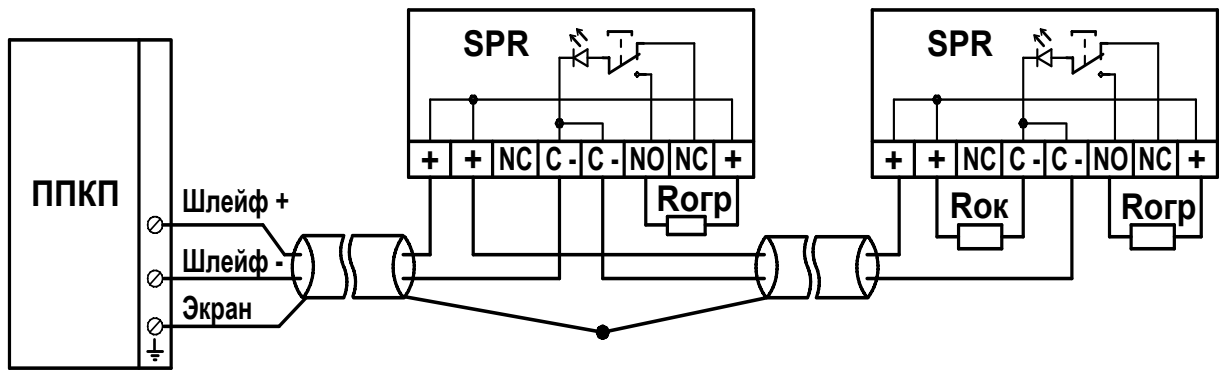 SPR
SPR
+ + NC C - C - NO NC +
+ + NC C - C - NO NC +
ППКП
Шлейф +
Rогр
Rок
Rогр
Шлейф -
Экран